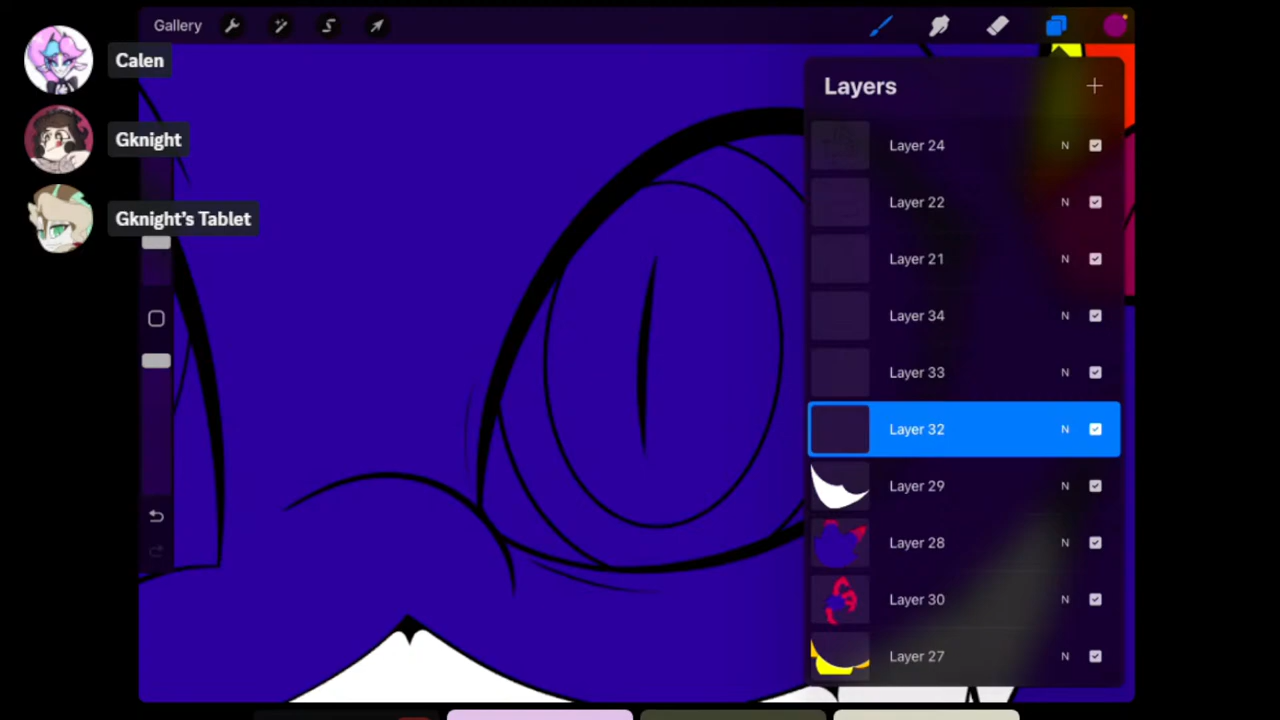 Gallery
Calen
Gknight
Gknight's Tablet
Layers
Layer 24 N
Layer 22 N
Layer 21 N
Layer 34 N
Layer 33 N
Layer 32 N
Layer 29 N
Layer 28 N
Layer 30 N
Layer 27 N